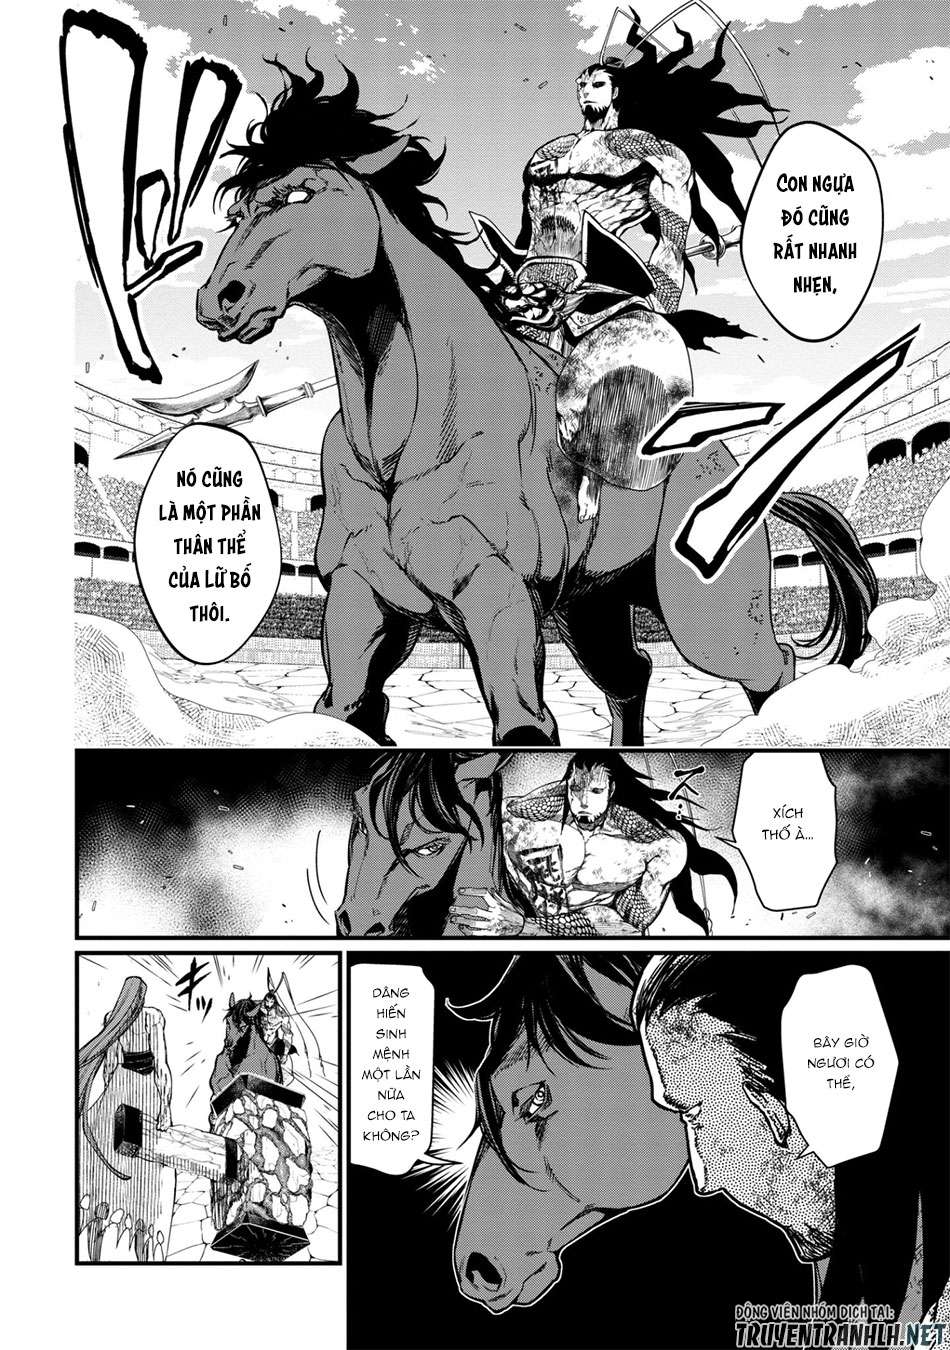 CON NGỰA
ĐÓ CŨNG
RẤT NHANH
NHẸN,
NÓ CŨNG
LÀ MỘT PHẦN
THÂN THỂ
CỦA LỮ BỐ
THÔI.
XÍCH
THỐ À...
BÂY GIỜ
NGƯƠI CÓ
THỂ,
DÂNG
HIẾN
SINH
MỆNH
MỘT LẦN
NỮA
CHO TA
KHÔNG?
ĐỘNG VIÊN NHÓM DỊCH TẠI:
TRUYENTRANHLH.NET